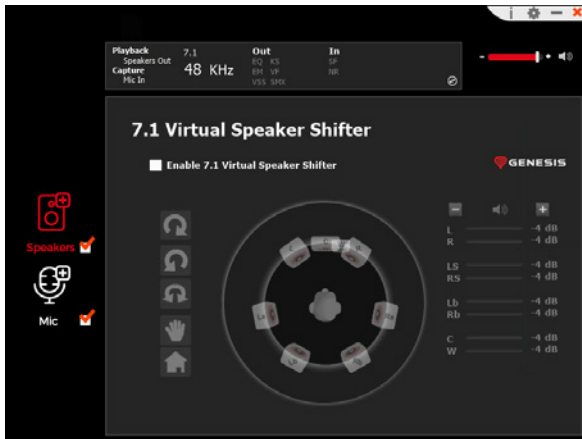 Playback 7.1 Out In
Speakers Out EQ KS SP
Capture 48 KHz EM VF NR
Mic In VSS SMX
7.1 Virtual Speaker Shifter
Enable 7.1 Virtual Speaker Shifter
GENESIS
L -4 dB
R -4 dB
LS -4 dB
RS -4 dB
Lb -4 dB
Rb -4 dB
C -4 dB
W -4 dB
Speakers
Mic
Ls
Lb